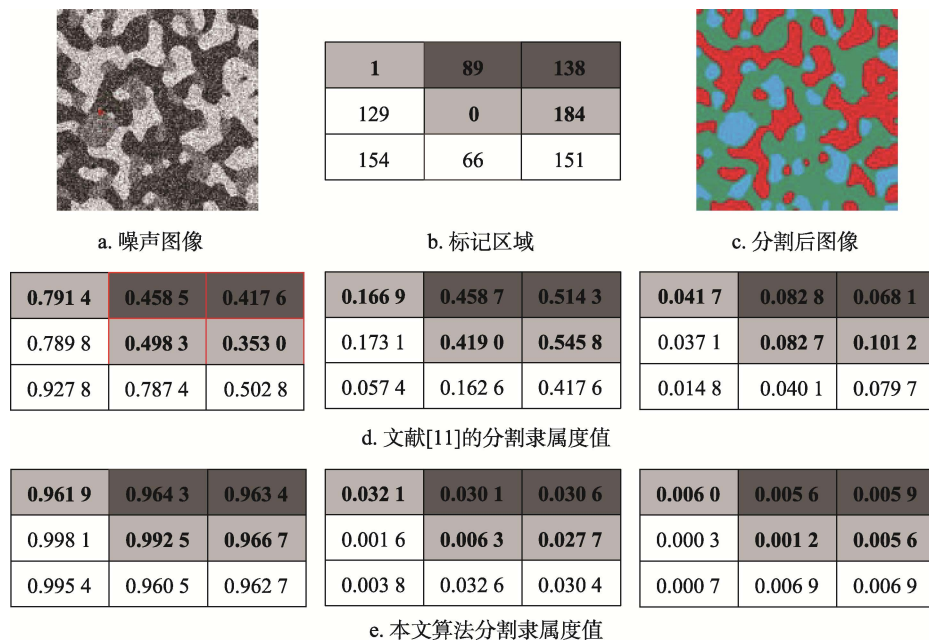 1 89 138
129 0 184
154 66 151
a. 噪声图像 b. 标记区域 c. 分割后图像
0.791 4 0.458 5 0.417 6 0.166 9 0.458 7 0.514 3 0.041 7 0.082 8 0.068 1
0.789 8 0.498 3 0.353 0 0.173 1 0.419 0 0.545 8 0.037 1 0.082 7 0.101 2
0.927 8 0.787 4 0.502 8 0.057 4 0.162 6 0.417 6 0.014 8 0.040 1 0.079 7
d. 文献[11]的分割隶属度值
0.961 9 0.964 3 0.963 4 0.032 1 0.030 1 0.030 6 0.006 0 0.005 6 0.005 9
0.998 1 0.992 5 0.966 7 0.001 6 0.006 3 0.027 7 0.000 3 0.001 2 0.005 6
0.995 4 0.960 5 0.962 7 0.003 8 0.032 6 0.030 4 0.000 7 0.006 9 0.006 9
e. 本文算法分割隶属度值